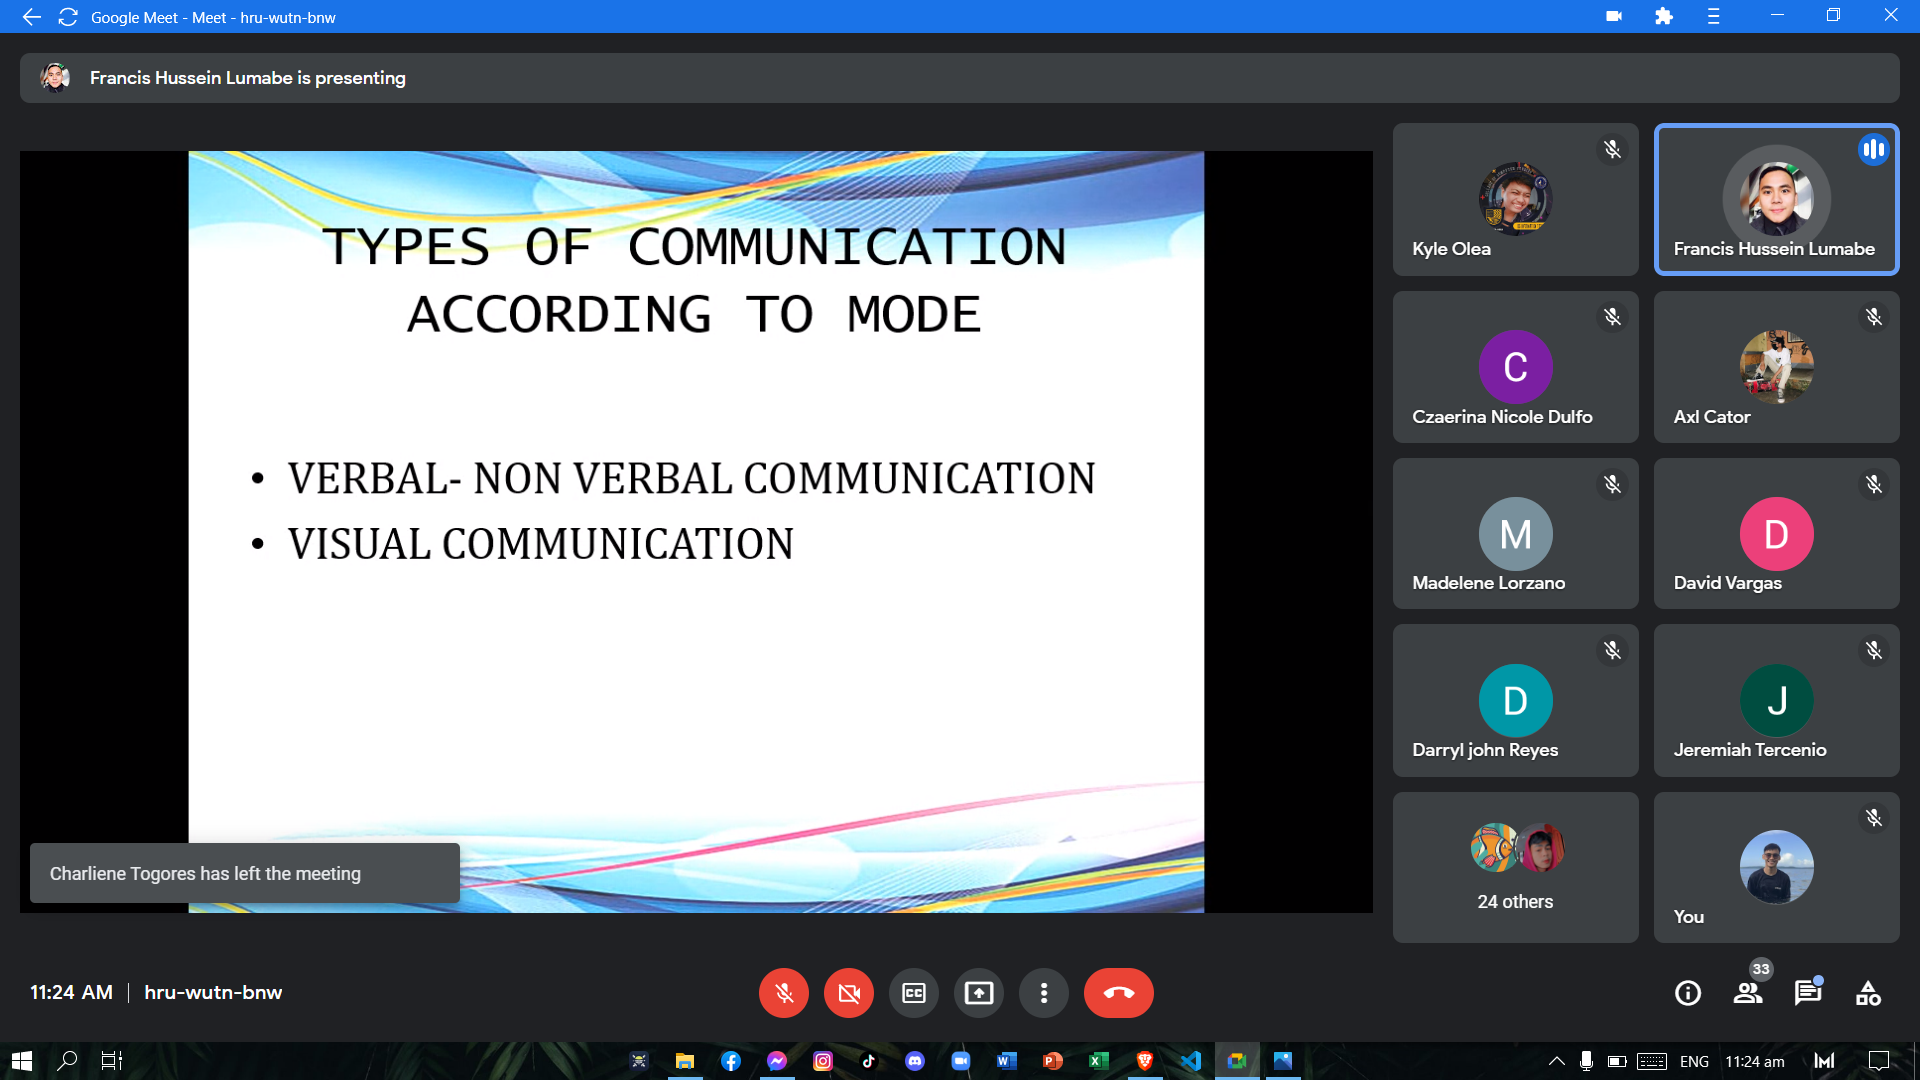 Google Meet - Meet - hru-wutn-bnw
Francis Hussein Lumabe is presenting
TYPES OF COMMUNICATION
ACCORDING TO MODE
• VERBAL- NON VERBAL COMMUNICATION
• VISUAL COMMUNICATION
Charliene Togores has left the meeting
Kyle Olea
Francis Hussein Lumabe
C
Czaerina Nicole Dulfo
Axl Cator
M
Madelene Lorzano
D
David Vargas
D
Darryl john Reyes
J
Jeremiah Tercenio
24 others
You
11:24 AM | hru-wutn-bnw
CC
33
ENG
11:24 am